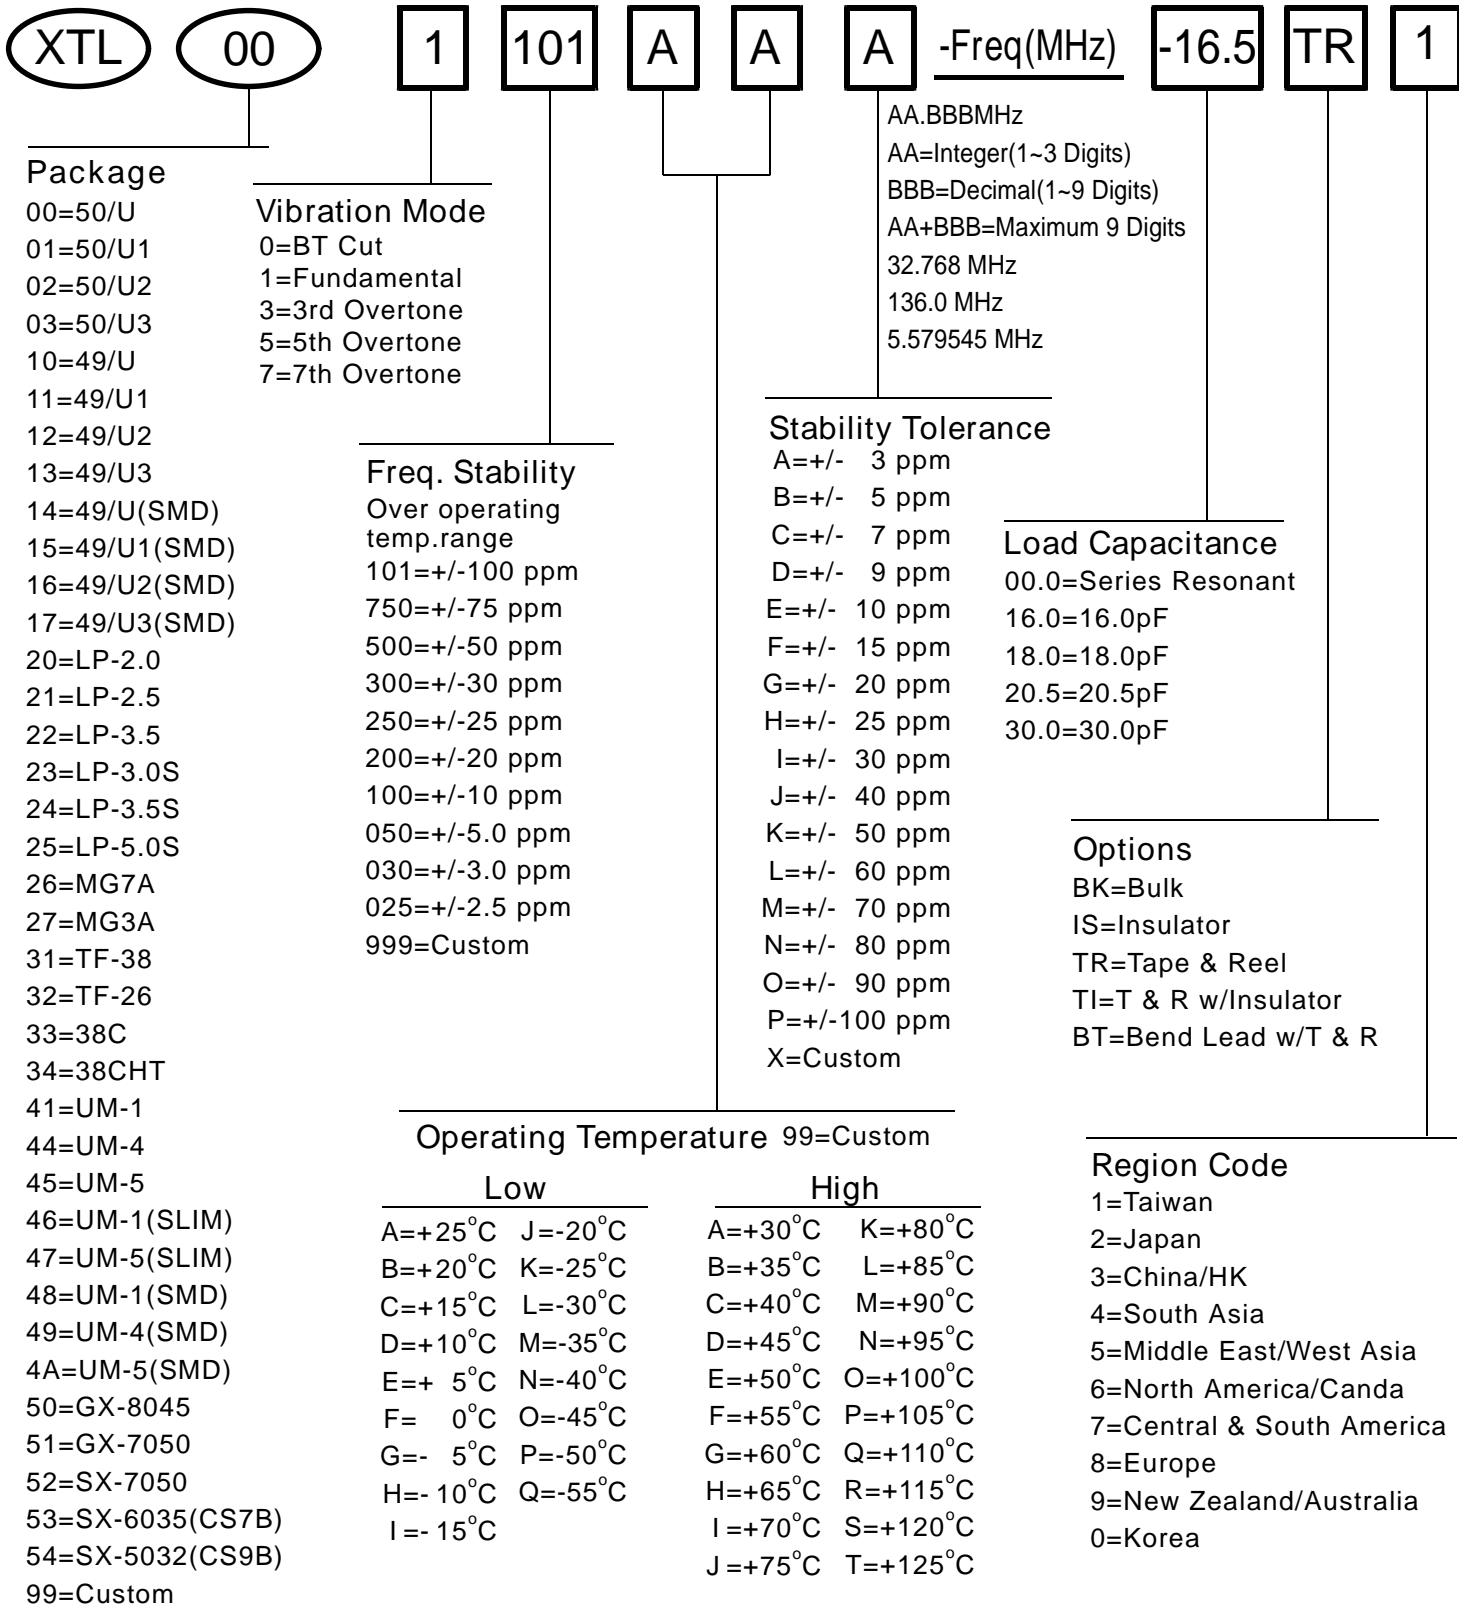 XTL 00 1 101 A A A -Freq(MHz) -16.5 TR 1
AA.BBBMHz
AA=Integer(1~3 Digits)
BBB=Decimal(1~9 Digits)
AA+BBB=Maximum 9 Digits
32.768 MHz
136.0 MHz
5.579545 MHz
Package
00=50/U
01=50/U1
02=50/U2
03=50/U3
10=49/U
11=49/U1
12=49/U2
13=49/U3
14=49/U(SMD)
15=49/U1(SMD)
16=49/U2(SMD)
17=49/U3(SMD)
20=LP-2.0
21=LP-2.5
22=LP-3.5
23=LP-3.0S
24=LP-3.5S
25=LP-5.0S
26=MG7A
27=MG3A
31=TF-38
32=TF-26
33=38C
34=38CHT
41=UM-1
44=UM-4
45=UM-5
46=UM-1(SLIM)
47=UM-5(SLIM)
48=UM-1(SMD)
49=UM-4(SMD)
4A=UM-5(SMD)
50=GX-8045
51=GX-7050
52=SX-7050
53=SX-6035(CS7B)
54=SX-5032(CS9B)
99=Custom
Vibration Mode
0=BT Cut
1=Fundamental
3=3rd Overtone
5=5th Overtone
7=7th Overtone
Freq. Stability
Over operating
temp.range
101=+/-100 ppm
750=+/-75 ppm
500=+/-50 ppm
300=+/-30 ppm
250=+/-25 ppm
200=+/-20 ppm
100=+/-10 ppm
050=+/-5.0 ppm
030=+/-3.0 ppm
025=+/-2.5 ppm
999=Custom
Stability Tolerance
A=+/- 3 ppm
B=+/- 5 ppm
C=+/- 7 ppm
D=+/- 9 ppm
E=+/- 10 ppm
F=+/- 15 ppm
G=+/- 20 ppm
H=+/- 25 ppm
I=+/- 30 ppm
J=+/- 40 ppm
K=+/- 50 ppm
L=+/- 60 ppm
M=+/- 70 ppm
N=+/- 80 ppm
O=+/- 90 ppm
P=+/-100 ppm
X=Custom
Load Capacitance
00.0=Series Resonant
16.0=16.0pF
18.0=18.0pF
20.5=20.5pF
30.0=30.0pF
Options
BK=Bulk
IS=Insulator
TR=Tape & Reel
TI=T & R w/Insulator
BT=Bend Lead w/T & R
Operating Temperature 99=Custom
Low High
A=+25°C J=-20°C A=+30°C K=+80°C
B=+20°C K=-25°C B=+35°C L=+85°C
C=+15°C L=-30°C C=+40°C M=+90°C
D=+10°C M=-35°C D=+45°C N=+95°C
E=+ 5°C N=-40°C E=+50°C O=+100°C
F= 0°C O=-45°C F=+55°C P=+105°C
G=- 5°C P=-50°C G=+60°C Q=+110°C
H=- 10°C Q=-55°C H=+65°C R=+115°C
I =- 15°C I =+70°C S=+120°C
J =+75°C T=+125°C
Region Code
1=Taiwan
2=Japan
3=China/HK
4=South Asia
5=Middle East/West Asia
6=North America/Canda
7=Central & South America
8=Europe
9=New Zealand/Australia
0=Korea